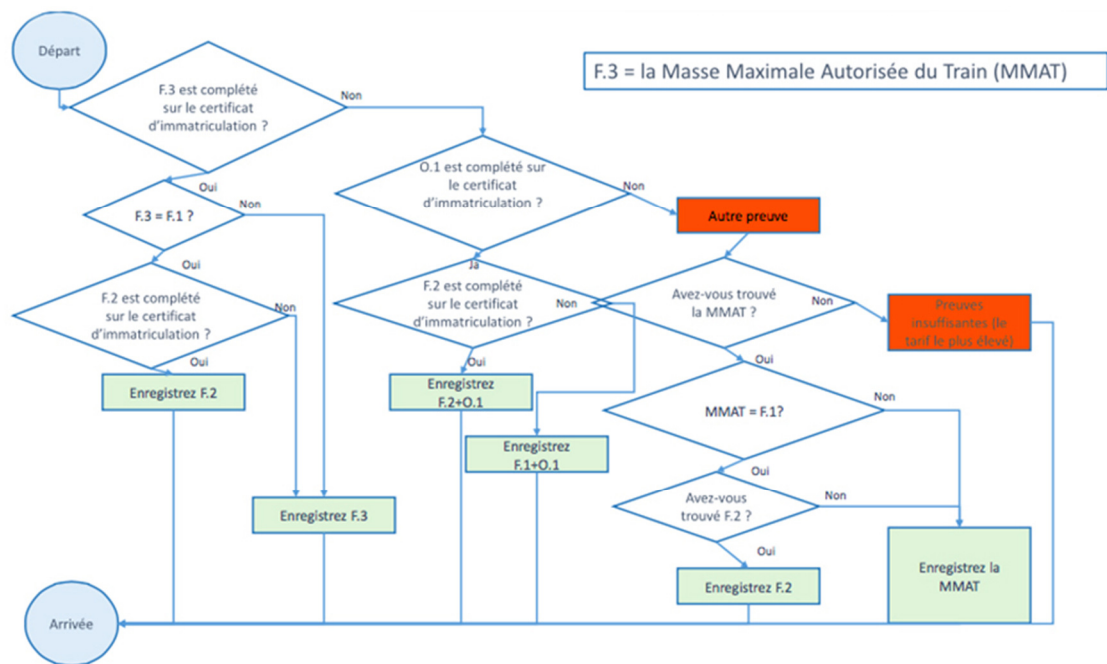 Départ
F.3 = la Masse Maximale Autorisée du Train (MMAT)
F.3 est complété
sur le certificat
d'immatriculation ?
Non
O.1 est complété sur
le certificat
d'immatriculation ?
Non
Oui
F.3 = F.1 ?
Non
Autre preuve
Oui
Ja
F.2 est complété
sur le certificat
d'immatriculation ?
Non
F.2 est complété
sur le certificat
d'immatriculation ?
Non
Avez-vous trouvé
la MMAT ?
Non
Preuves
insuffisantes (le
tarif le plus élevé)
Oui
Oui
Oui
Enregistrez F.2
Enregistrez
F.2+O.1
MMAT = F.1?
Non
Enregistrez
F.1+O.1
Oui
Avez-vous
trouvé F.2 ?
Non
Enregistrez F.3
Oui
Enregistrez la
MMAT
Enregistrez F.2
Arrivée